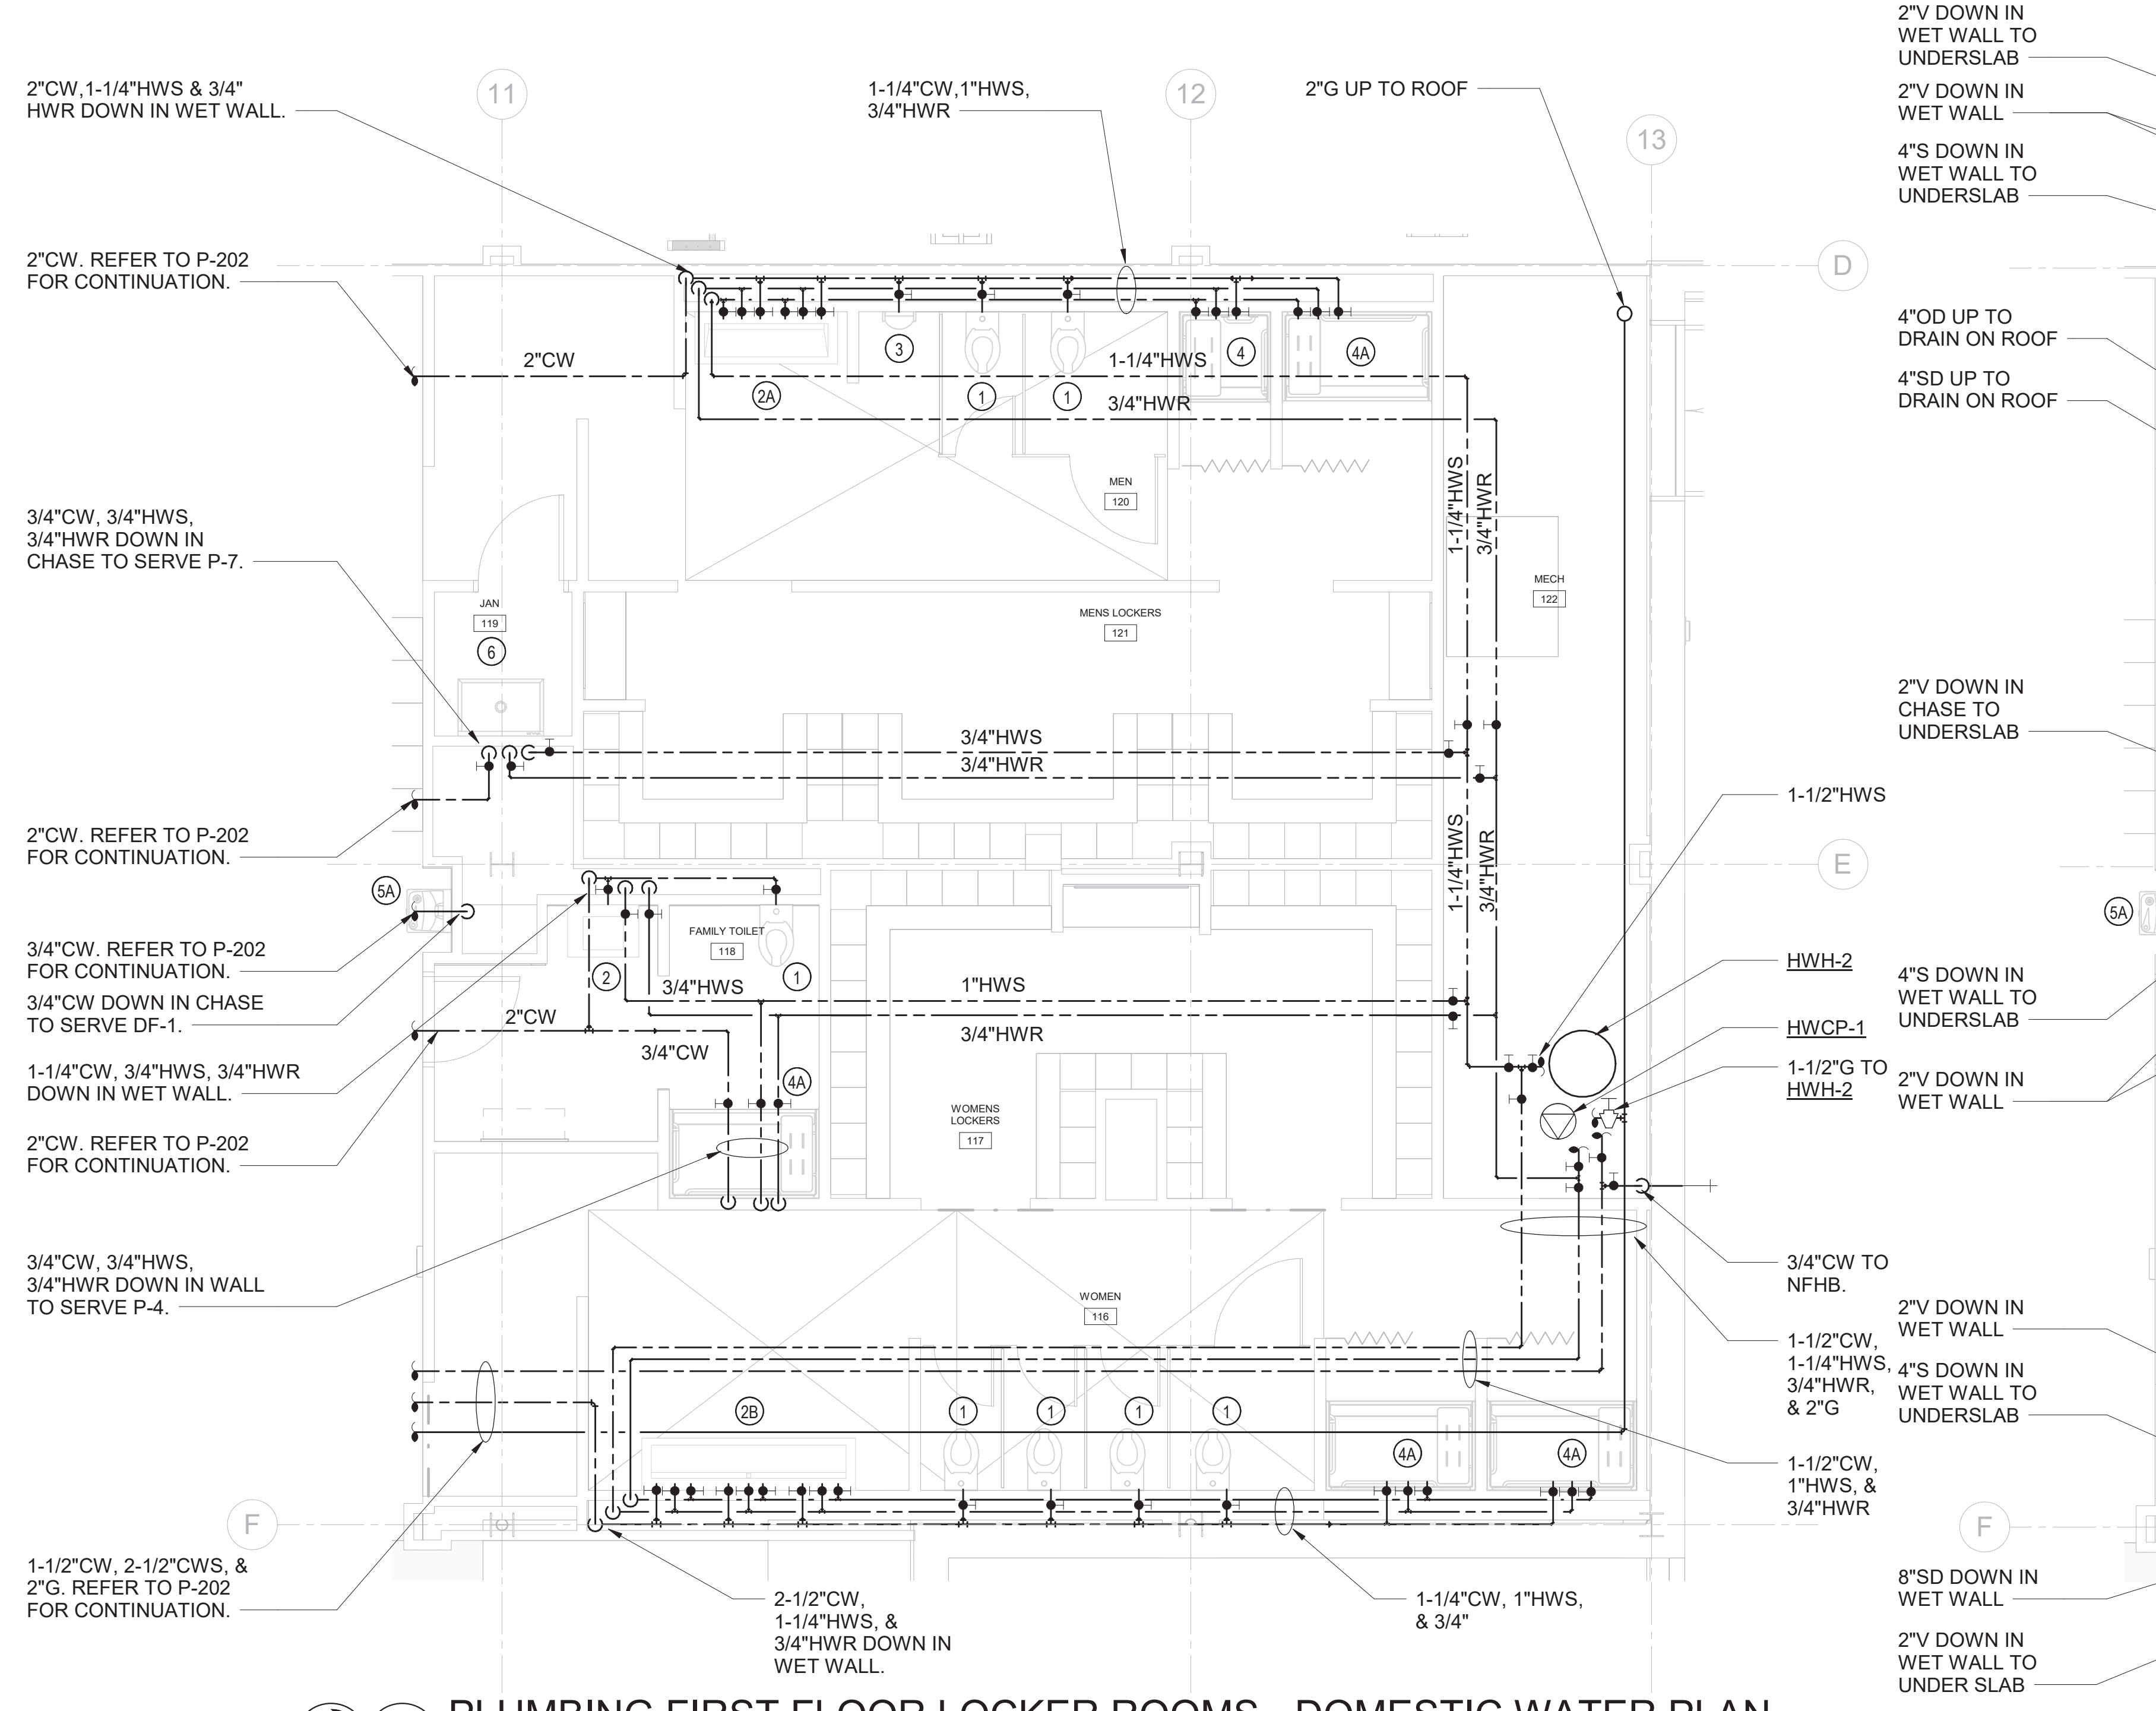 2"CW,1-1/4"HWS & 3/4"
HWR DOWN IN WET WALL.
11
1-1/4"CW,1"HWS,
3/4"HWR
12
2"G UP TO ROOF
13
D
2"CW. REFER TO P-202
FOR CONTINUATION.
2"CW
3
1
1
2A
1-1/4"HWS
3/4"HWR
4
4A
MEN
120
1-1/4"HWS
3/4"HWR
MECH
122
3/4"CW, 3/4"HWS,
3/4"HWR DOWN IN
CHASE TO SERVE P-7.
JAN
119
6
MENS LOCKERS
121
3/4"HWS
3/4"HWR
2"CW. REFER TO P-202
FOR CONTINUATION.
1-1/4"HWS
3/4"HWR
1-1/2"HWS
E
5A
3/4"CW. REFER TO P-202
FOR CONTINUATION.
3/4"CW DOWN IN CHASE
TO SERVE DF-1.
FAMILY TOILET
118
2
1
3/4"HWS
1"HWS
3/4"HWR
2"CW
3/4"CW
4A
HWH-2
HWCP-1
1-1/2"G TO
HWH-2
1-1/4"CW, 3/4"HWS, 3/4"HWR
DOWN IN WET WALL.
2"CW. REFER TO P-202
FOR CONTINUATION.
WOMENS
LOCKERS
117
3/4"CW, 3/4"HWS,
3/4"HWR DOWN IN WALL
TO SERVE P-4.
WOMEN
116
3/4"CW TO
NFHB.
1-1/2"CW,
1-1/4"HWS,
3/4"HWR,
& 2"G
2B
1
1
1
1
4A
4A
1-1/2"CW,
1"HWS, &
3/4"HWR
F
1-1/2"CW, 2-1/2"CWS, &
2"G. REFER TO P-202
FOR CONTINUATION.
2-1/2"CW,
1-1/4"HWS, &
3/4"HWR DOWN IN
WET WALL.
1-1/4"CW, 1"HWS,
& 3/4"
PLUMBING FIRST FLOOR LOCKER ROOMS - DOMESTIC WATER PLAN
2"V DOWN IN
WET WALL TO
UNDERSLAB
2"V DOWN IN
WET WALL
4"S DOWN IN
WET WALL TO
UNDERSLAB
4"OD UP TO
DRAIN ON ROOF
4"SD UP TO
DRAIN ON ROOF
2"V DOWN IN
CHASE TO
UNDERSLAB
5A
4"S DOWN IN
WET WALL TO
UNDERSLAB
2"V DOWN IN
WET WALL
2"V DOWN IN
WET WALL
4"S DOWN IN
WET WALL TO
UNDERSLAB
F
8"SD DOWN IN
WET WALL
2"V DOWN IN
WET WALL TO
UNDER SLAB